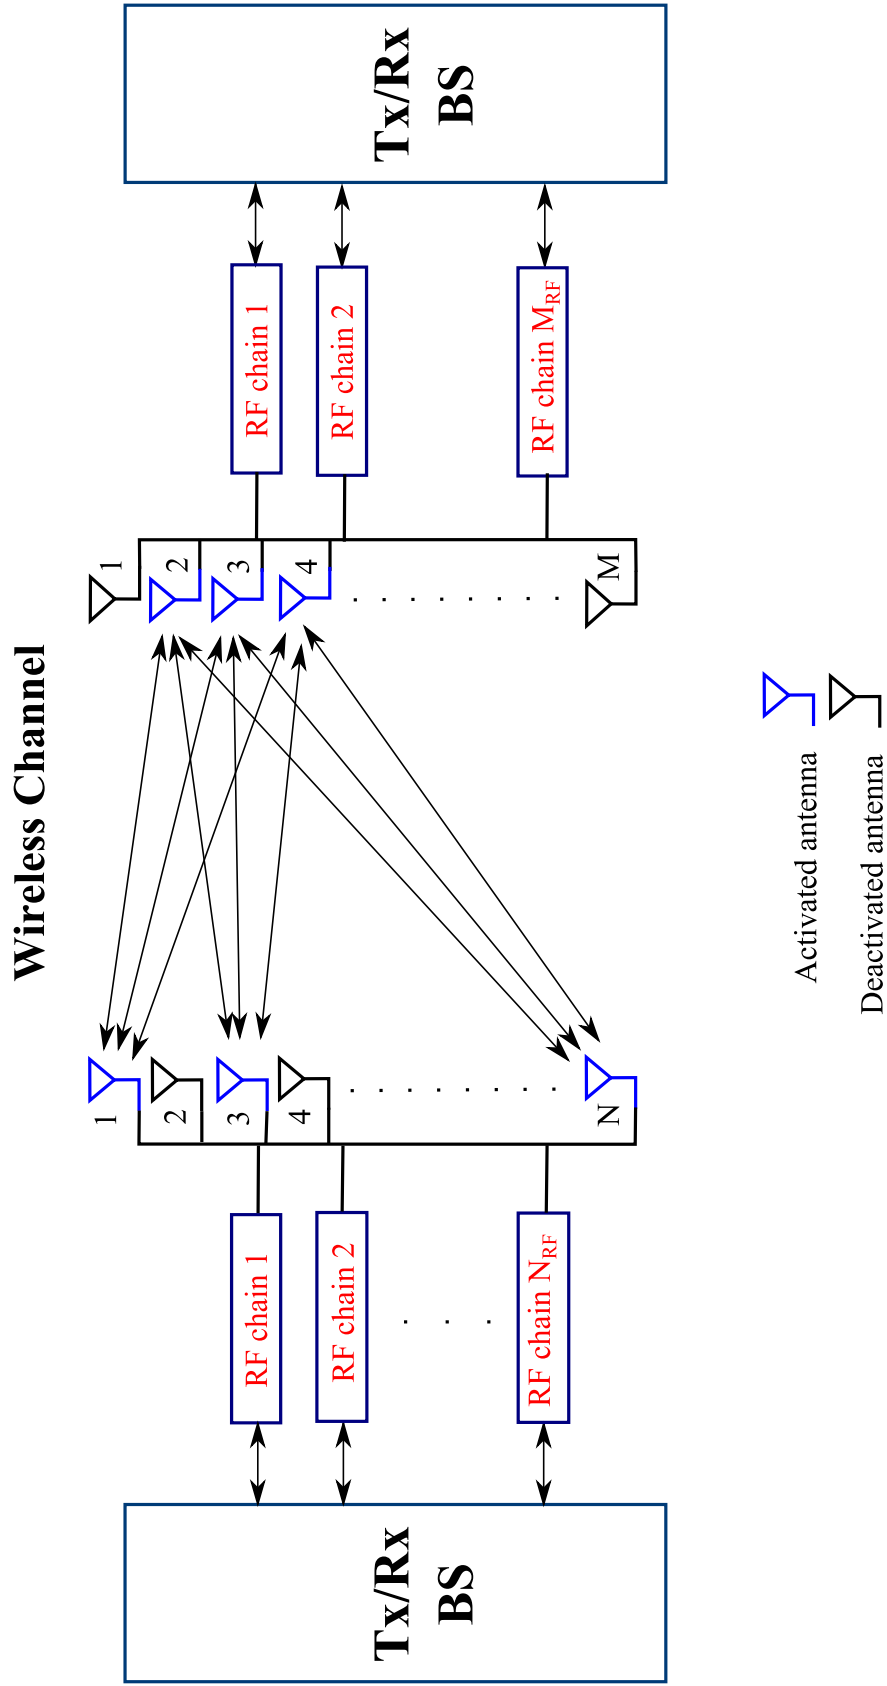 Wireless Channel
Tx/Rx
BS
RF chain 1
RF chain 2
RF chain N_RF
1
2
3
4
N
1
2
3
4
M
RF chain 1
RF chain 2
RF chain M_RF
Tx/Rx
BS
Activated antenna
Deactivated antenna